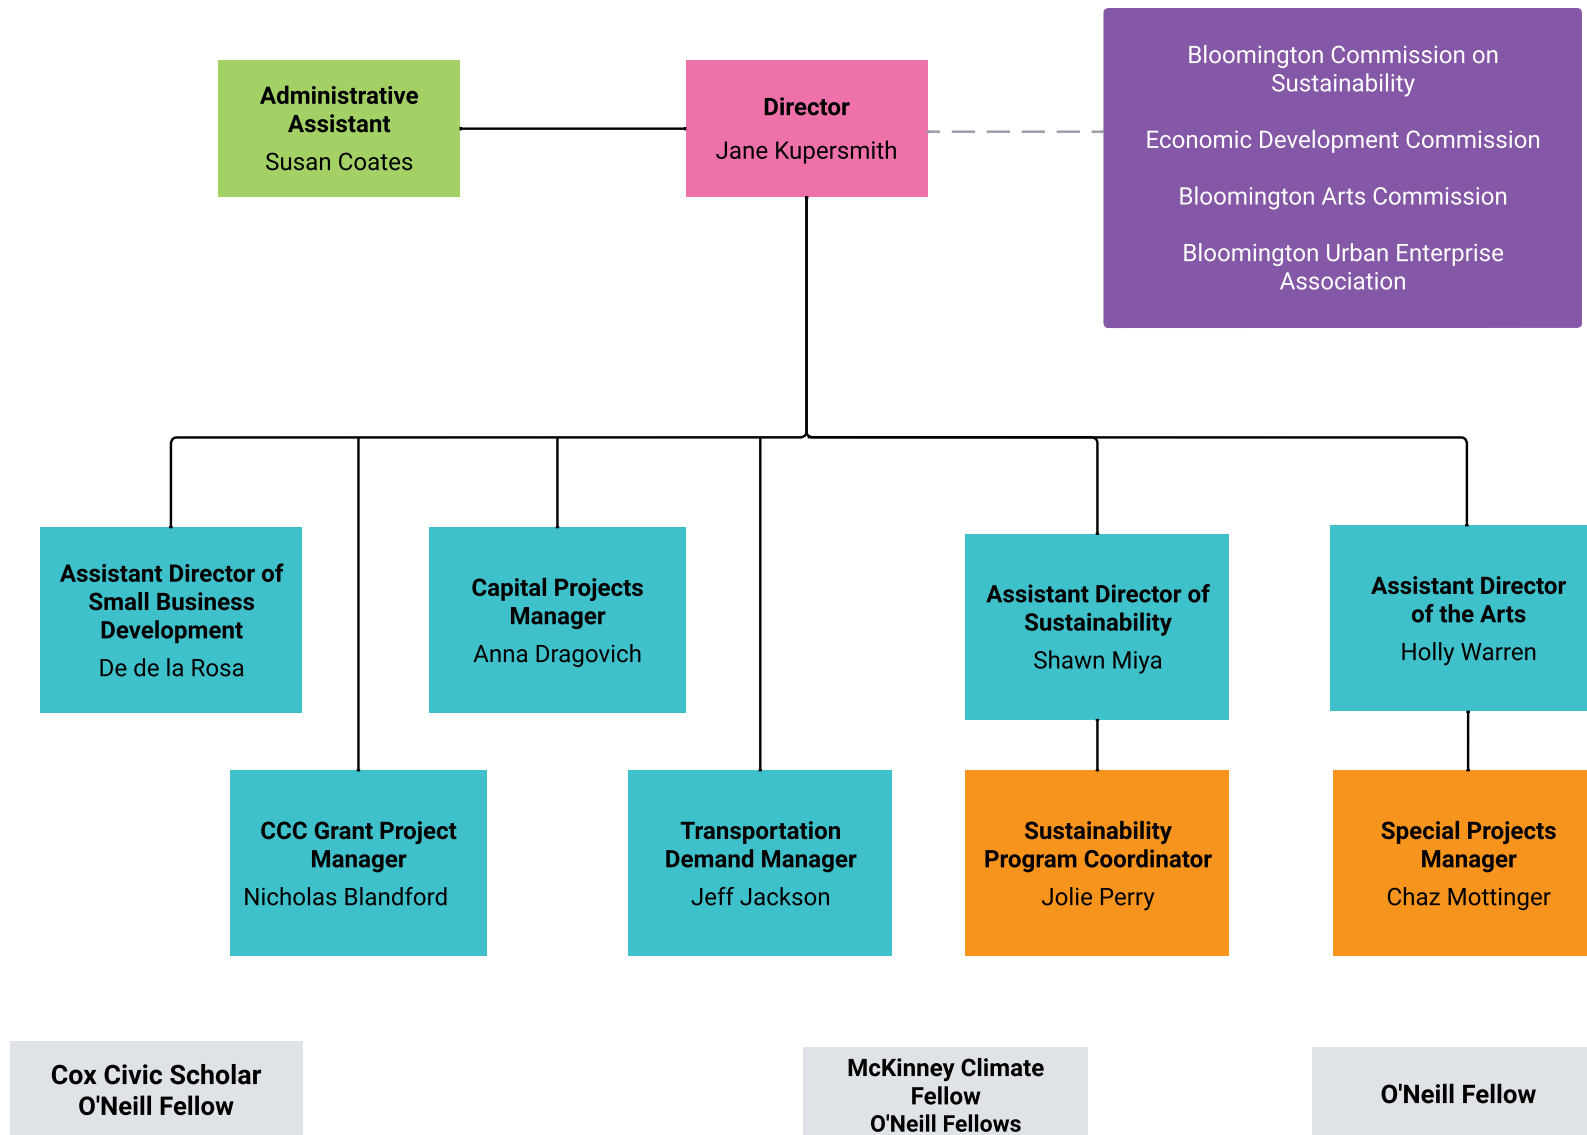 Administrative
Assistant
Susan Coates
Director
Jane Kupersmith
Bloomington Commission on
Sustainability
Economic Development Commission
Bloomington Arts Commission
Bloomington Urban Enterprise
Association
Assistant Director of
Small Business
Development
De de la Rosa
Capital Projects
Manager
Anna Dragovich
Assistant Director of
Sustainability
Shawn Miya
Assistant Director
of the Arts
Holly Warren
CCC Grant Project
Manager
Nicholas Blandford
Transportation
Demand Manager
Jeff Jackson
Sustainability
Program Coordinator
Jolie Perry
Special Projects
Manager
Chaz Mottinger
Cox Civic Scholar
O'Neill Fellow
McKinney Climate
Fellow
O'Neill Fellows
O'Neill Fellow